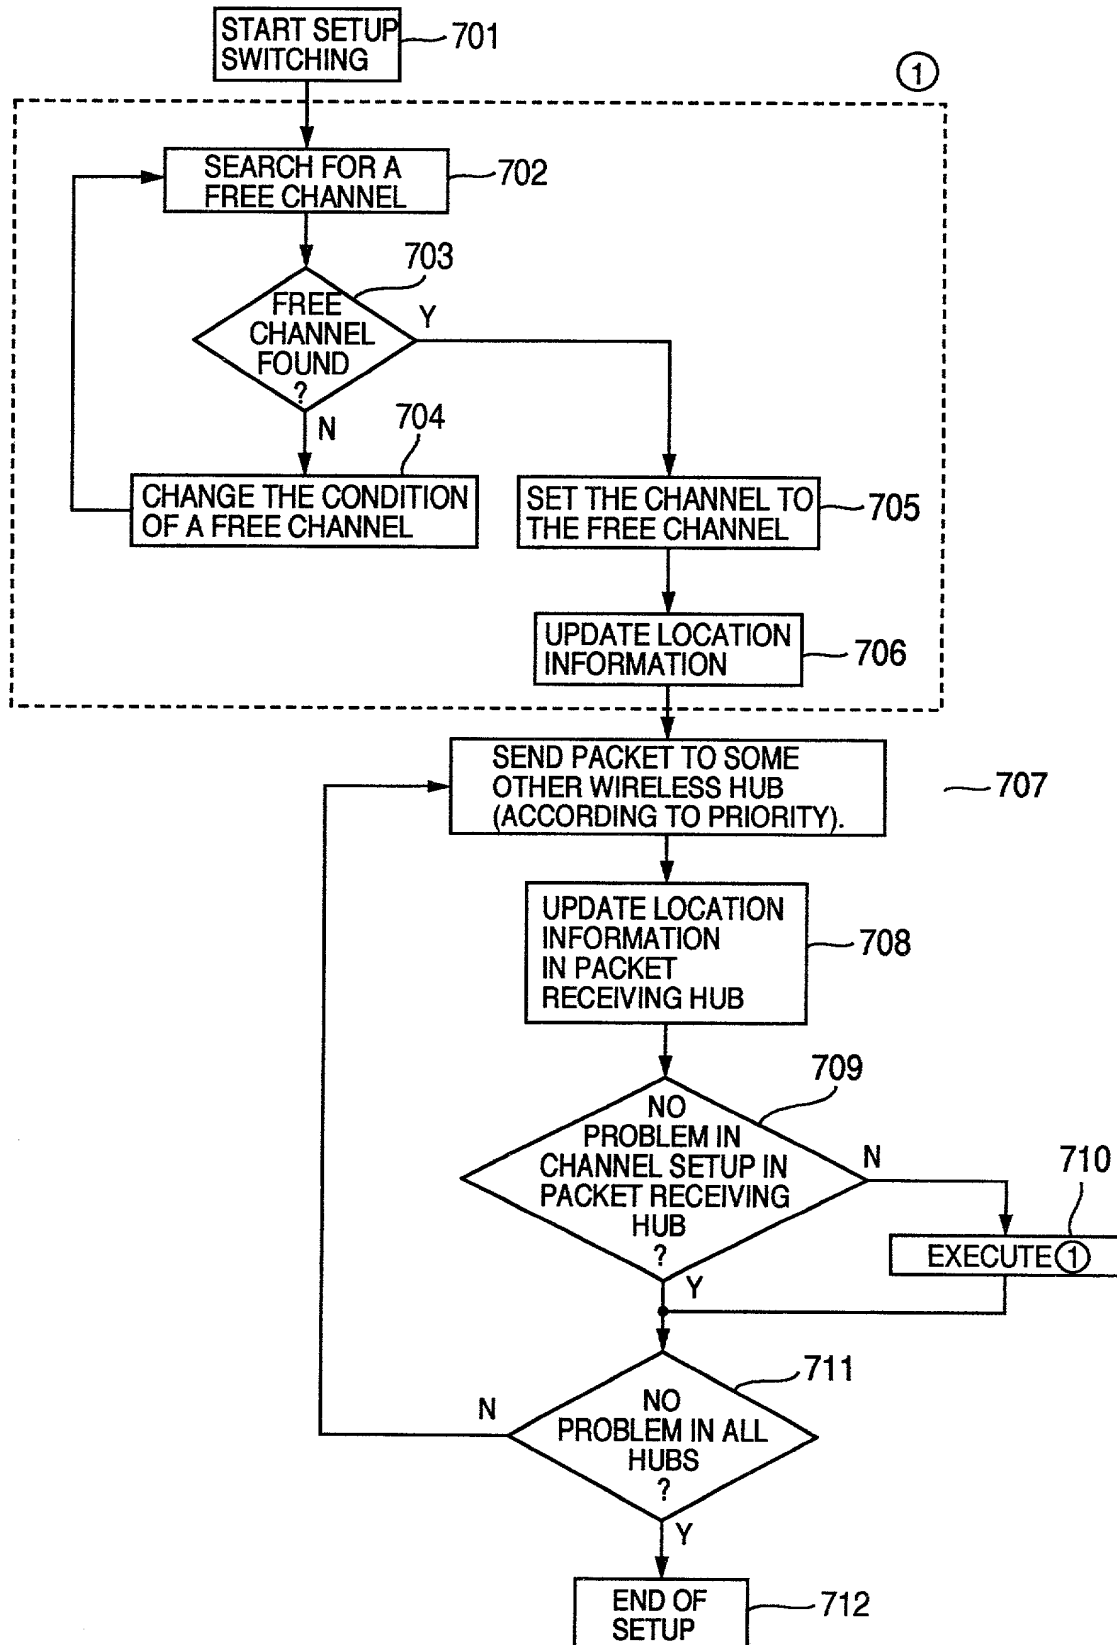 START SETUP
SWITCHING
701
①
SEARCH FOR A
FREE CHANNEL
702
703
FREE
CHANNEL
FOUND
?
Y
N
704
CHANGE THE CONDITION
OF A FREE CHANNEL
SET THE CHANNEL TO
THE FREE CHANNEL
705
UPDATE LOCATION
INFORMATION
706
SEND PACKET TO SOME
OTHER WIRELESS HUB
(ACCORDING TO PRIORITY).
707
UPDATE LOCATION
INFORMATION
IN PACKET
RECEIVING HUB
708
709
NO
PROBLEM IN
CHANNEL SETUP IN
PACKET RECEIVING
HUB
?
N
710
EXECUTE①
Y
711
NO
PROBLEM IN ALL
HUBS
?
N
Y
END OF
SETUP
712